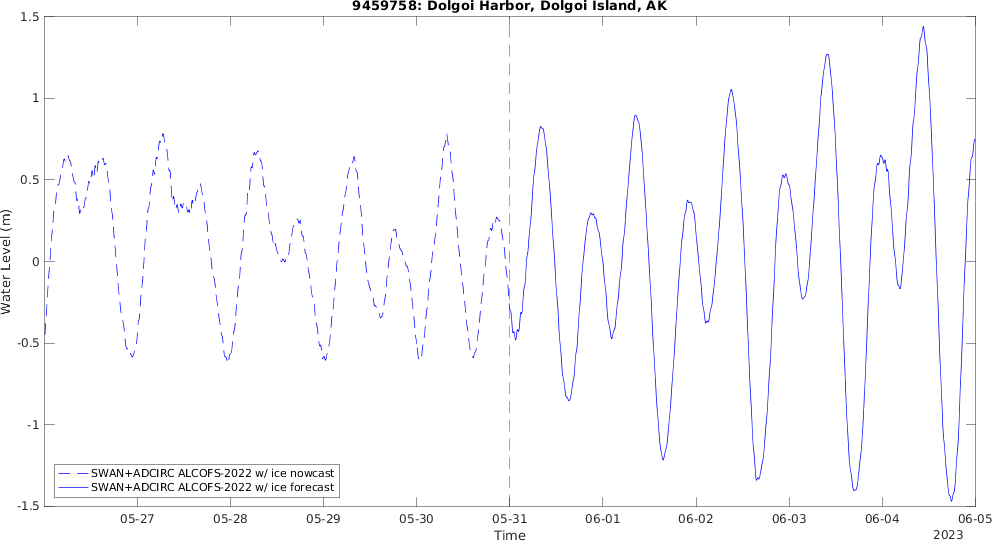 9459758: Dolgoi Harbor, Dolgoi Island, AK
1.5
1
0.5
0
-0.5
-1
-1.5
Water Level (m)
SWAN+ADCIRC ALCOFS-2022 w/ ice nowcast
SWAN+ADCIRC ALCOFS-2022 w/ ice forecast
05-27 05-28 05-29 05-30 05-31 06-01 06-02 06-03 06-04 06-05
Time
2023